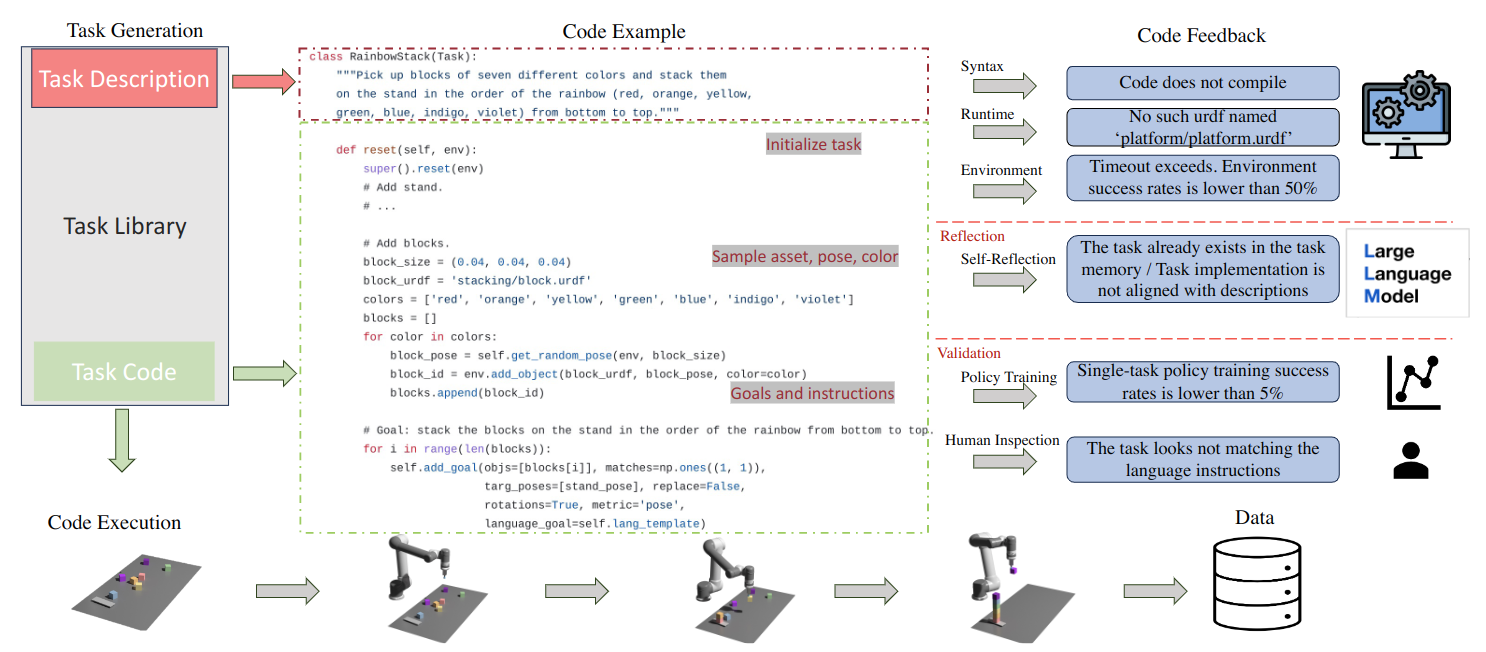 Task Generation
Task Description
Task Library
Task Code
Code Example
class RainbowStack(Task):
"""Pick up blocks of seven different colors and stack them
on the stand in the order of the rainbow (red, orange, yellow,
green, blue, indigo, violet) from bottom to top."""
Initialize task
def reset(self, env):
super().reset(env)
# Add stand.
# ...
# Add blocks.
block_size = (0.04, 0.04, 0.04)
Sample asset, pose, color
block_urdf = 'stacking/block.urdf'
colors = ['red', 'orange', 'yellow', 'green', 'blue', 'indigo', 'violet']
blocks = []
for color in colors:
block_pose = self.get_random_pose(env, block_size)
block_id = env.add_object(block_urdf, block_pose, color=color)
blocks.append(block_id)
Goals and instructions
# Goal: stack the blocks on the stand in the order of the rainbow from bottom to top.
for i in range(len(blocks)):
self.add_goal(objs=[blocks[i]], matches=np.ones((1, 1)),
targ_poses=[stand_pose], replace=False,
rotations=True, metric='pose',
language_goal=self.lang_template)
Code Feedback
Syntax
Code does not compile
Runtime
No such urdf named
‘platform/platform.urdf’
Environment
Timeout exceeds. Environment
success rates is lower than 50%
Reflection
Self-Reflection
The task already exists in the task
memory / Task implementation is
not aligned with descriptions
Large
Language
Model
Validation
Policy Training
Single-task policy training success
rates is lower than 5%
Human Inspection
The task looks not matching the
language instructions
Code Execution
Data